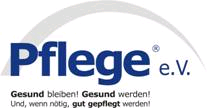 Pflege® e.V.
Gesund bleiben! Gesund werden!
Und, wenn nötig, gut gepflegt werden!